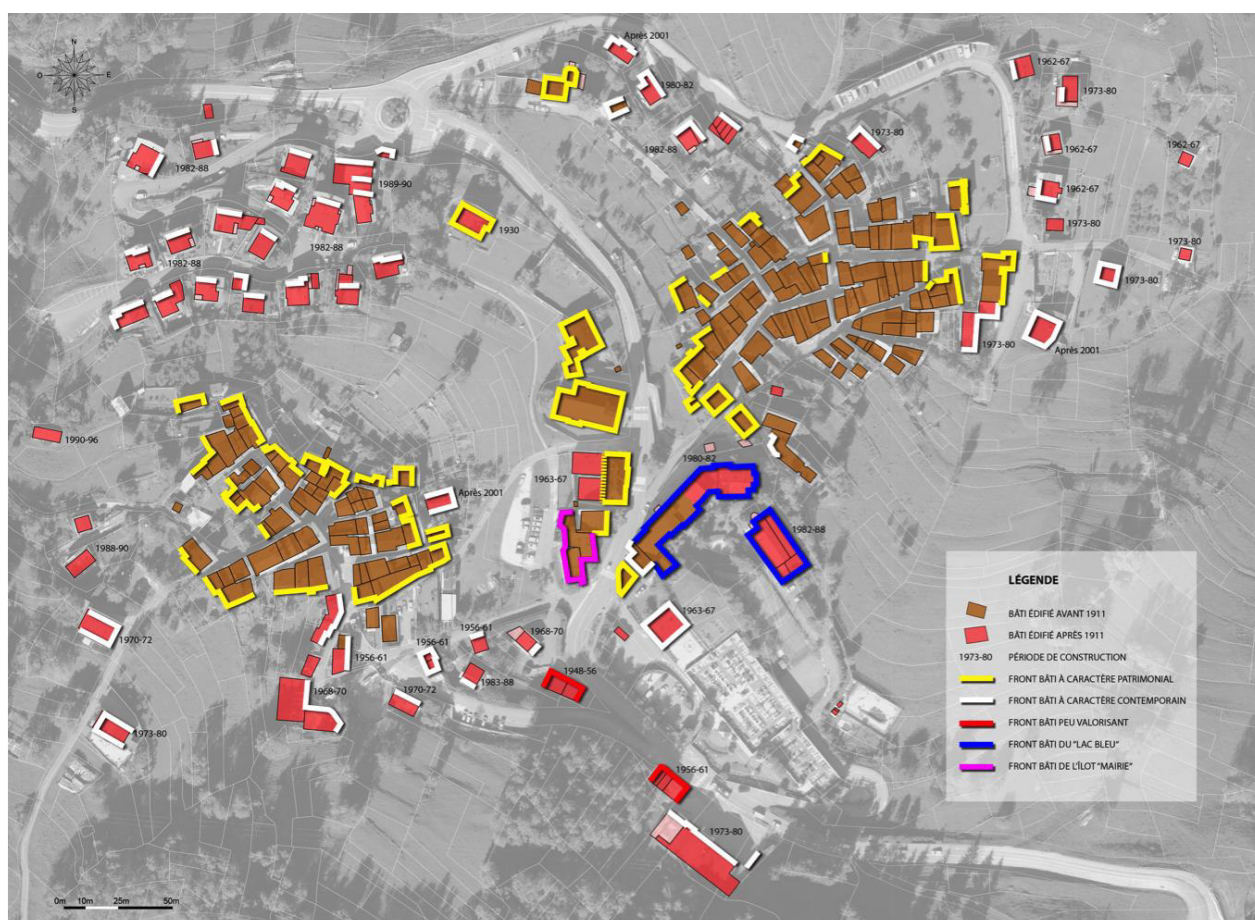 N
O
E
S
Après 2001
1980-82
1962-67
1973-80
1973-80
1982-88
1982-88
1962-67
1962-67
1989-90
1962-67
1930
1973-80
1982-88
1982-88
1973-80
1973-80
1973-80
Après 2001
1990-96
1980-82
1963-67
Après 2001
1982-88
1988-90
1963-67
1970-72
1956-61
1968-70
1956-61
1956-61
1948-56
1983-88
1968-70
1970-72
1973-80
1956-61
1973-80
LÉGENDE
BÂTI ÉDIFIÉ AVANT 1911
BÂTI ÉDIFIÉ APRÈS 1911
1973-80 PÉRIODE DE CONSTRUCTION
FRONT BÂTI À CARACTÈRE PATRIMONIAL
FRONT BÂTI À CARACTÈRE CONTEMPORAIN
FRONT BÂTI PEU VALORISANT
FRONT BÂTI DU "LAC BLEU"
FRONT BÂTI DE L'ÎLOT "MAIRIE"
0m 10m 25m 50m